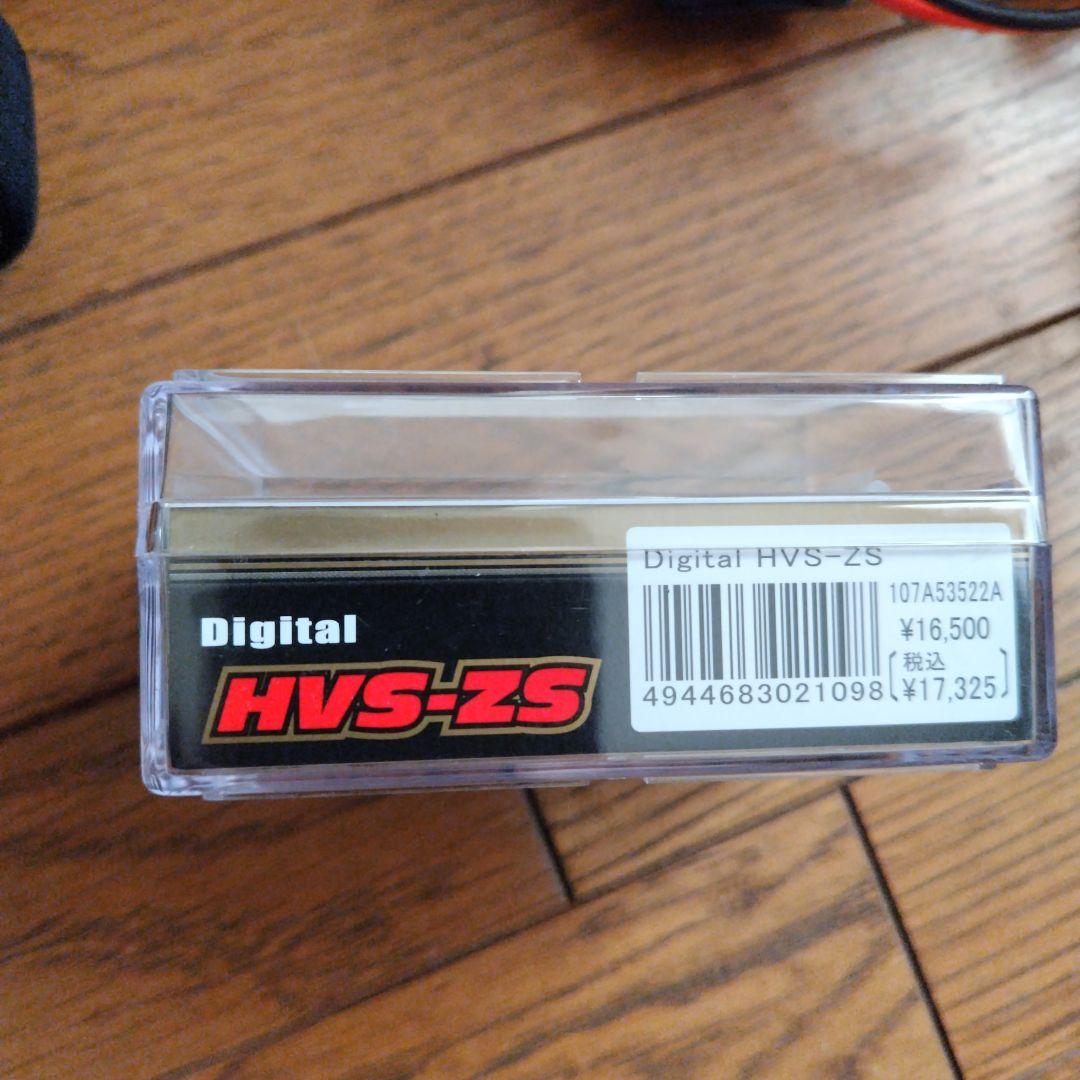 Digital
HVS-ZS
Digital HVS-ZS
107A53522A
¥16,500
税込
¥17,325
4944683021098